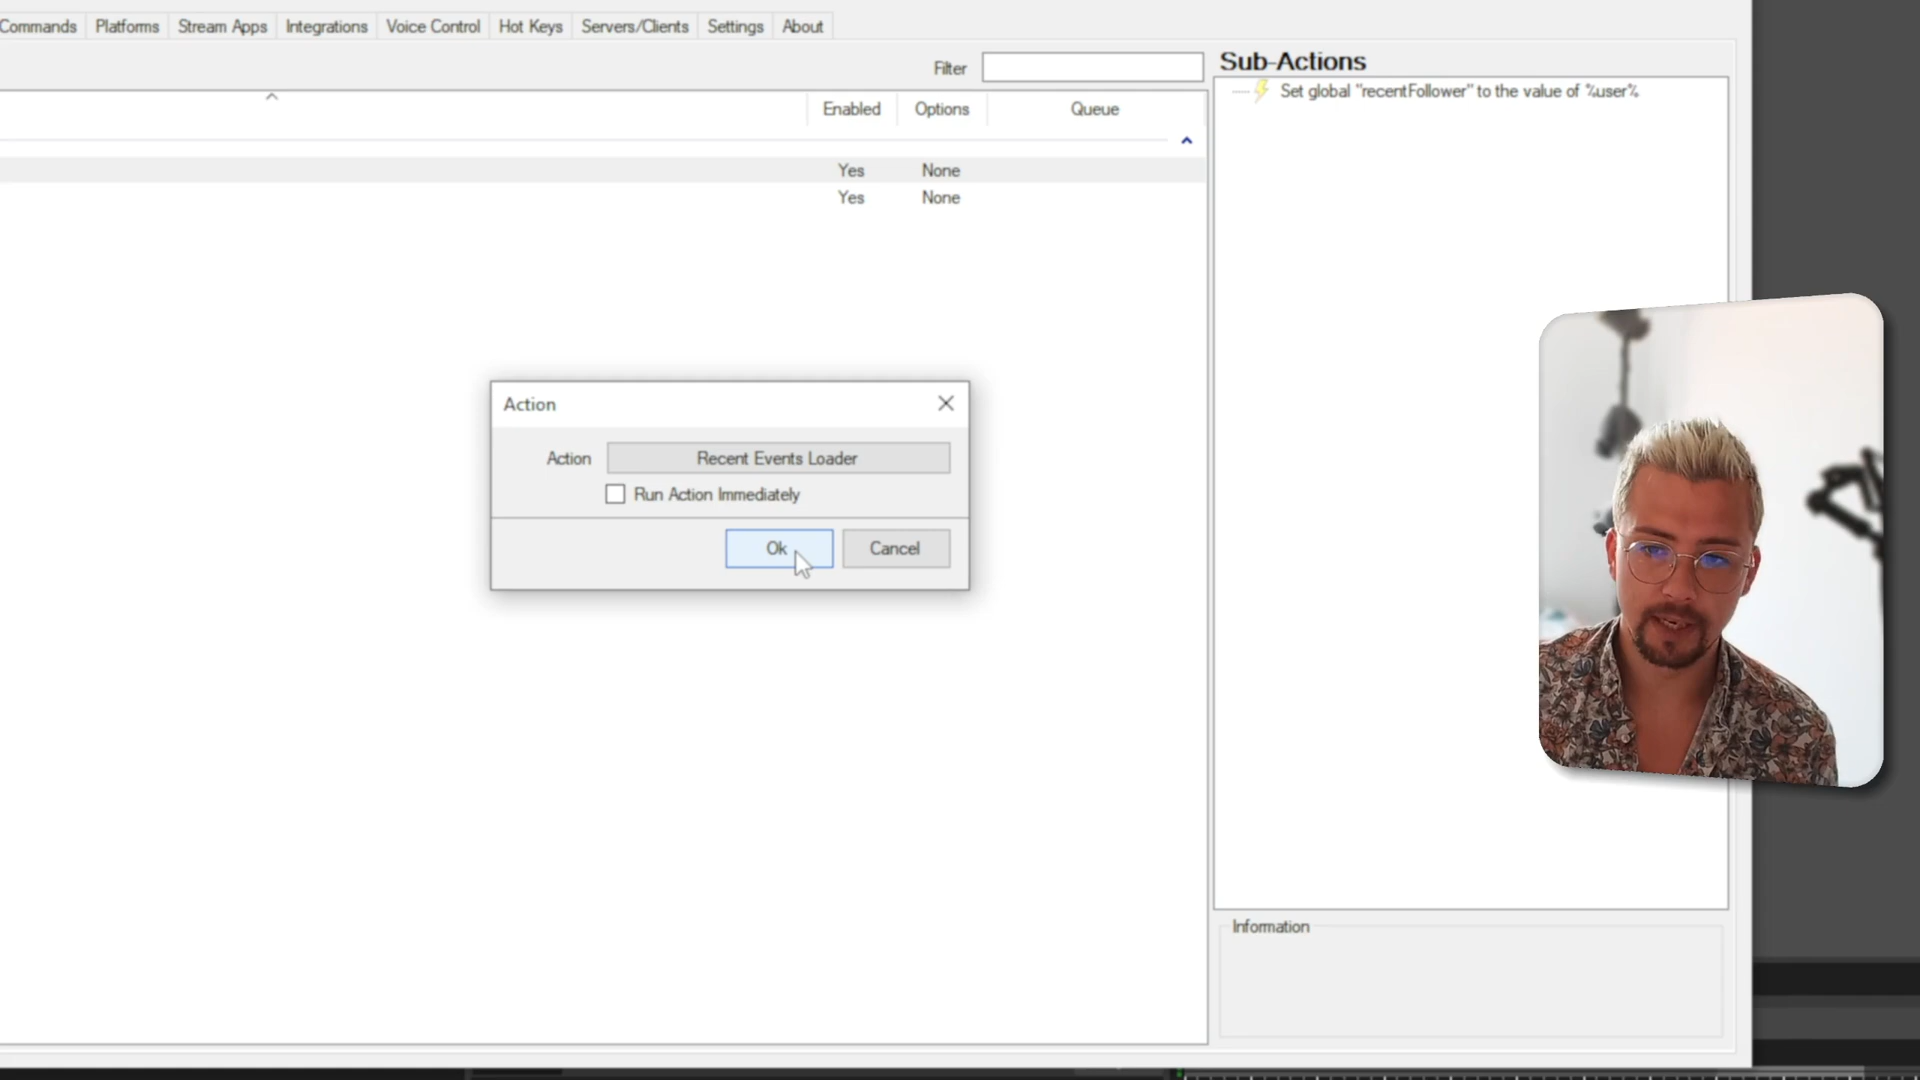 Commands Platforms Stream Apps Integrations Voice Control Hot Keys Servers/Clients Settings About
Filter
Sub-Actions
Set global "recentFollower" to the value of %user%
Enabled Options Queue
Yes None
Yes None
Action
Action Recent Events Loader
Run Action Immediately
Ok Cancel
Information